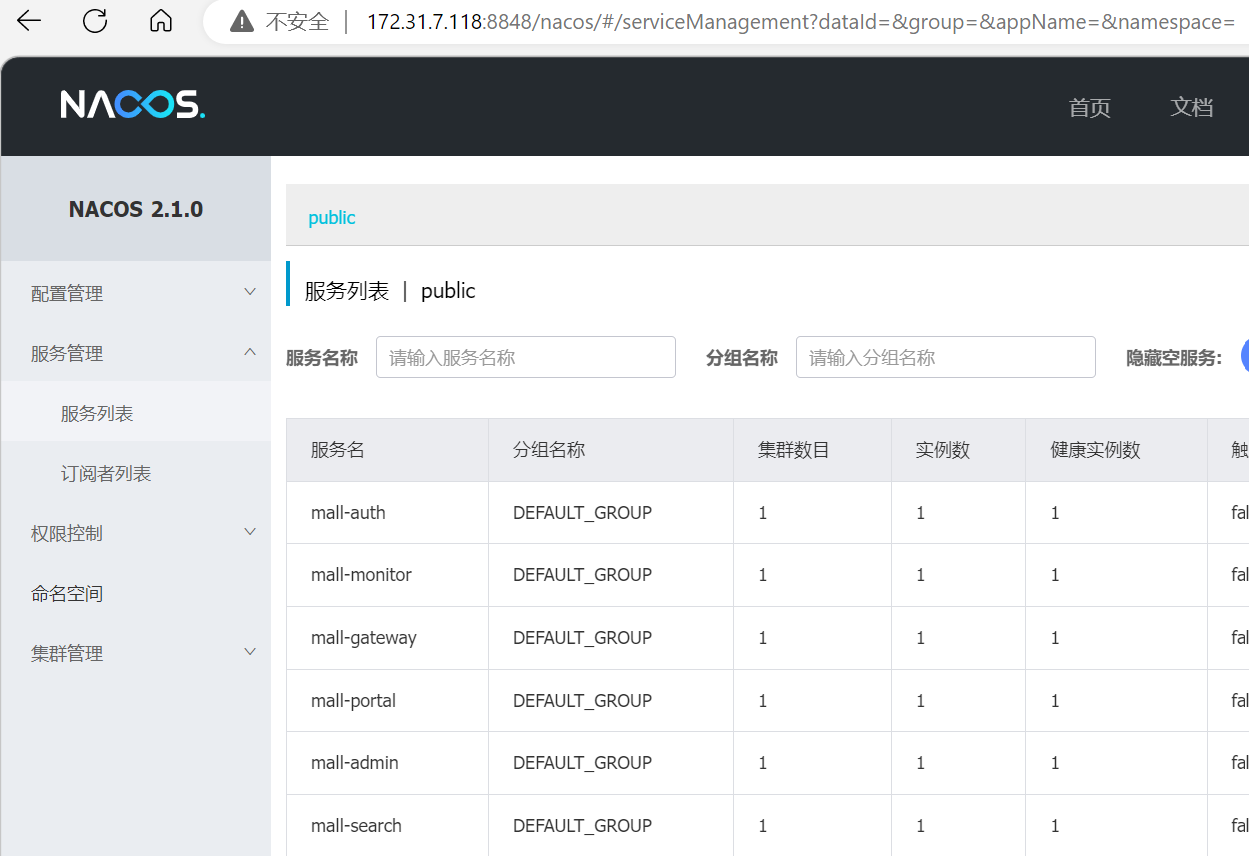 不安全 | 172.31.7.118:8848/nacos/#/serviceManagement?dataId=&group=&appName=&namespace=
NACOS.
首页 文档
NACOS 2.1.0
配置管理
服务管理
服务列表
订阅者列表
权限控制
命名空间
集群管理
public
服务列表 | public
服务名称 请输入服务名称 分组名称 请输入分组名称 隐藏空服务:
服务名 分组名称 集群数目 实例数 健康实例数 触
mall-auth DEFAULT_GROUP 1 1 1 fal
mall-monitor DEFAULT_GROUP 1 1 1 fal
mall-gateway DEFAULT_GROUP 1 1 1 fal
mall-portal DEFAULT_GROUP 1 1 1 fal
mall-admin DEFAULT_GROUP 1 1 1 fal
mall-search DEFAULT_GROUP 1 1 1 fal